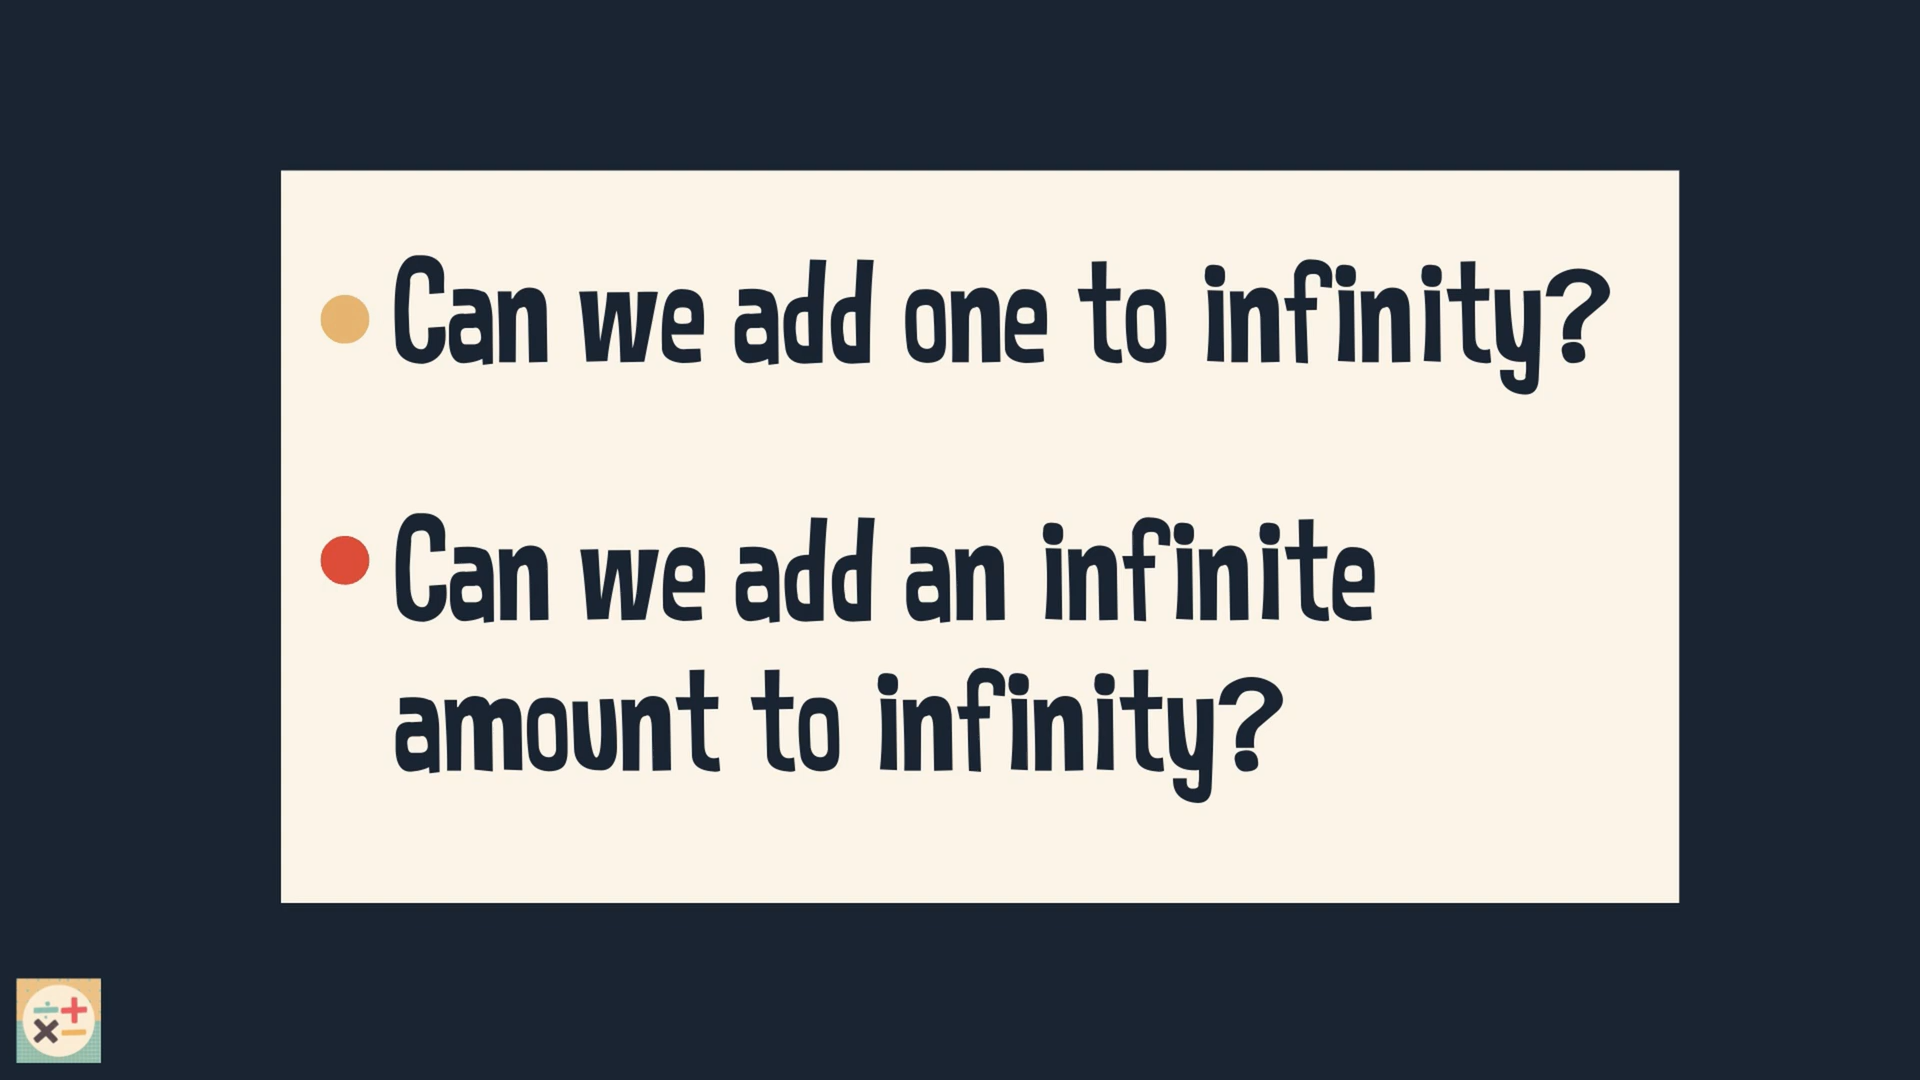 Can we add one to infinity?
Can we add an infinite
amount to infinity?